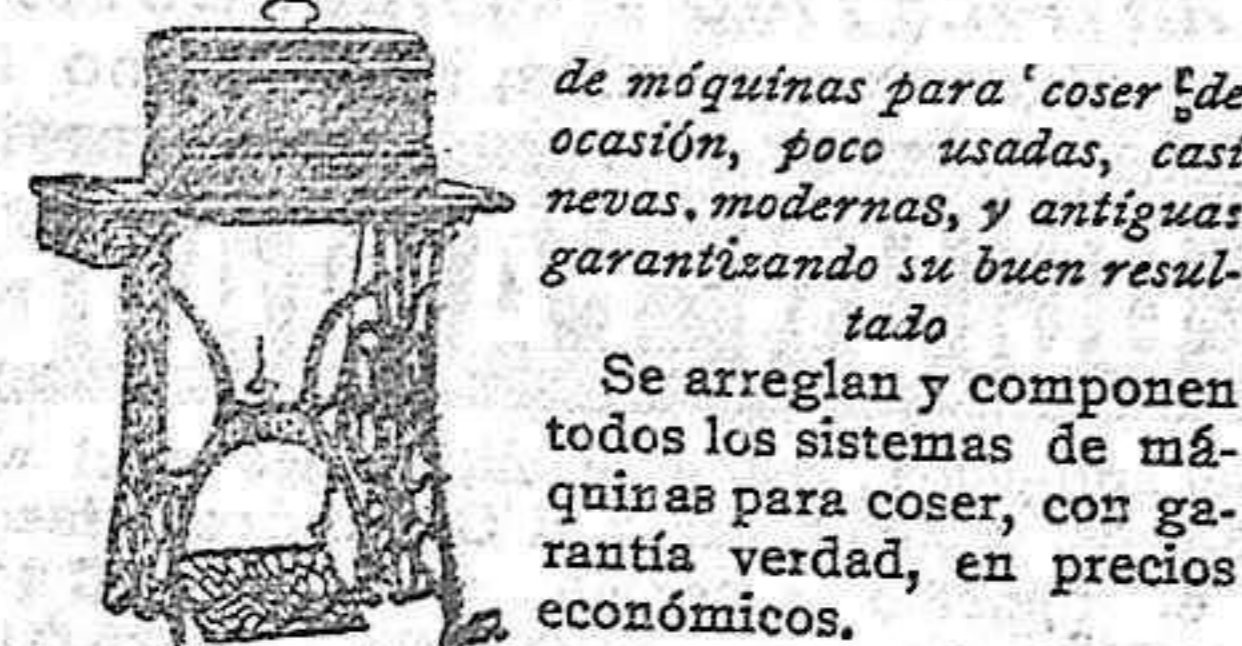 de móquinas para coser de
ocasión, poco usadas, casi
nevas, modernas, y antiguas
garantizando su buen resul-
tado
Se arreglan y componen
todos los sistemas de má-
quinas para coser, con ga-
rantía verdad, en precios
económicos.